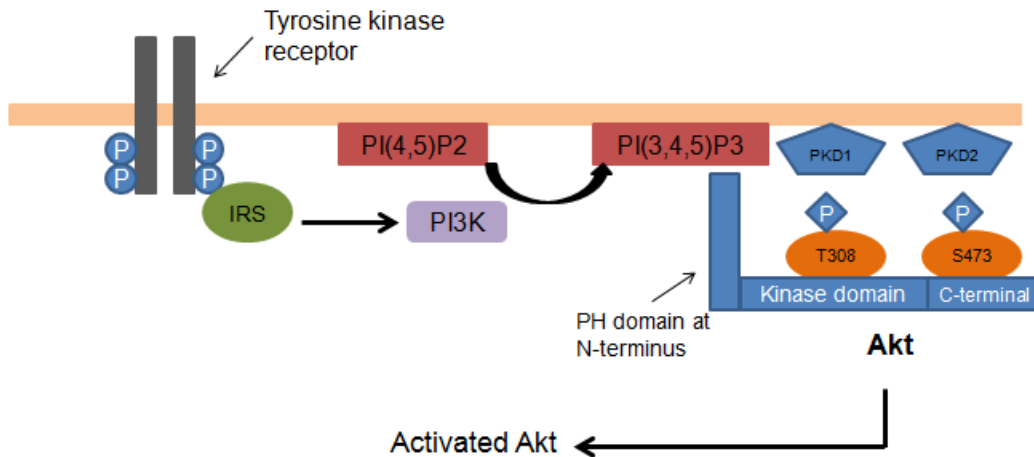 Tyrosine kinase
receptor
P
P
P
P
PI(4,5)P2
PI(3,4,5)P3
PKD1
PKD2
IRS
PI3K
P
P
T308
S473
Kinase domain
C-terminal
PH domain at
N-terminus
Akt
Activated Akt